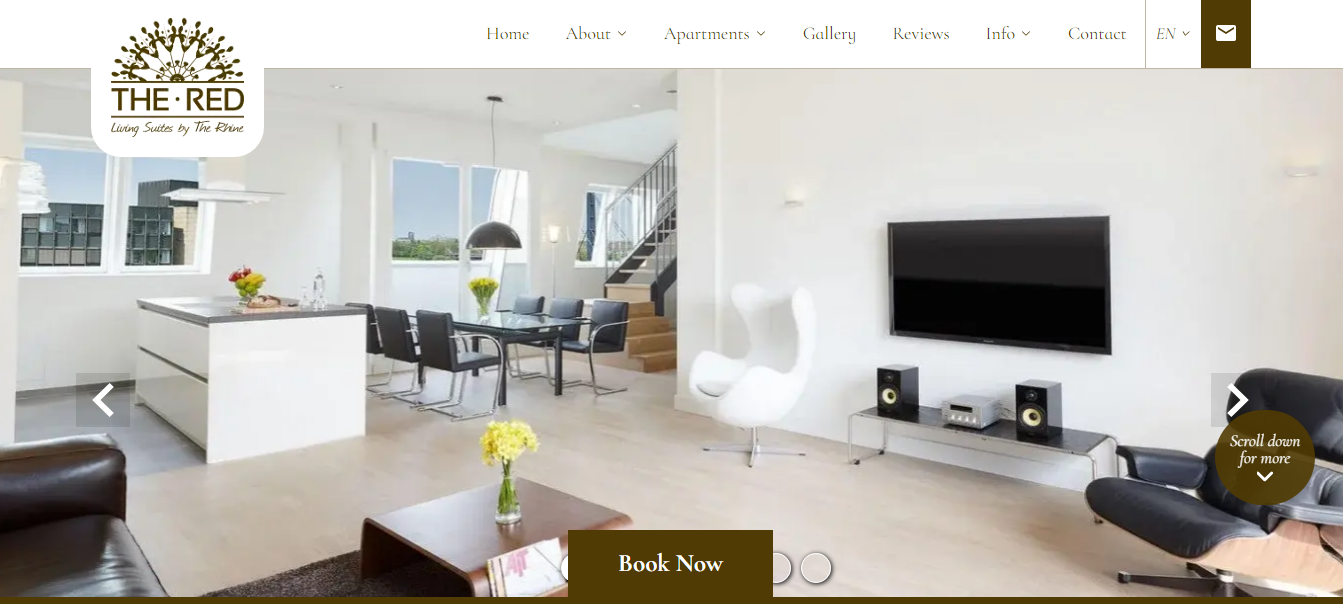 Home
About
Apartments
Gallery
Reviews
Info
Contact
EN
THE · RED
Living Suites by The Rhine
Scroll down
for more
Book Now